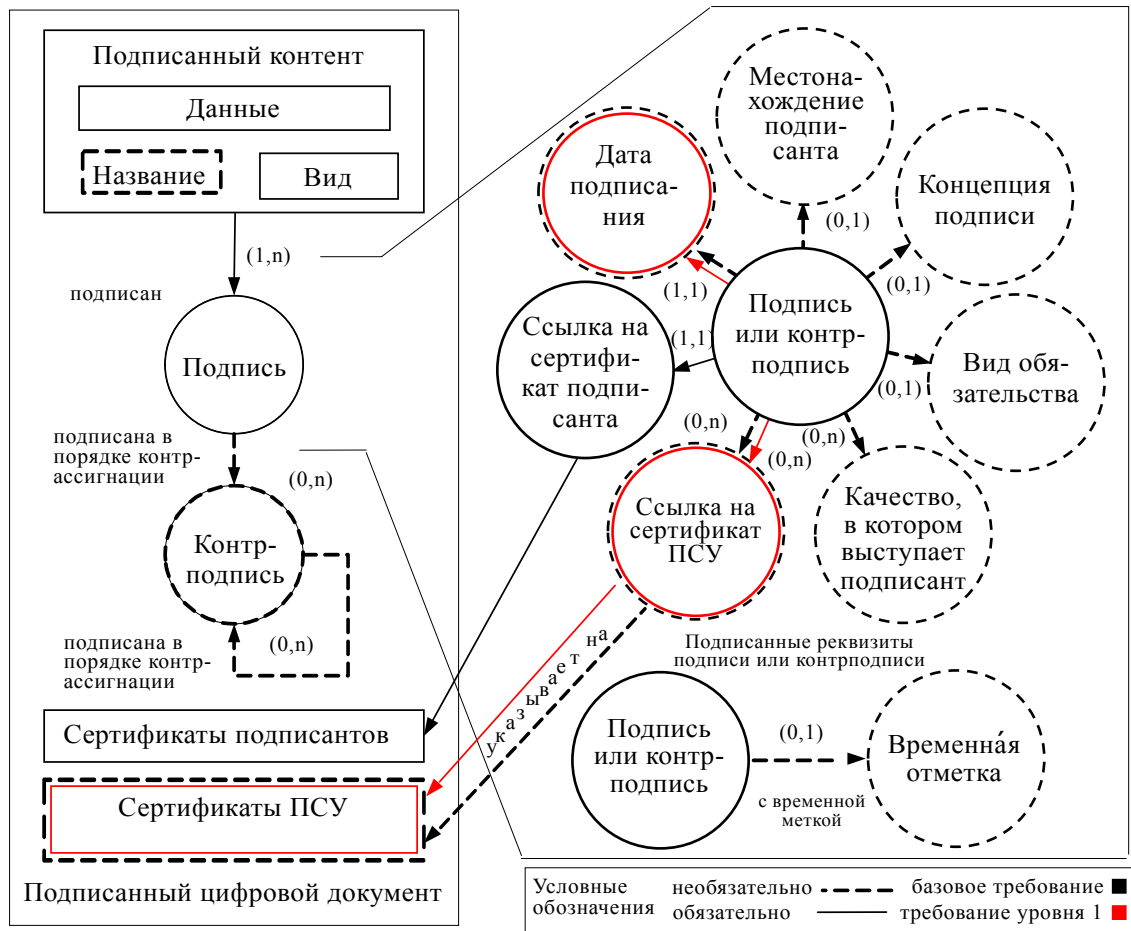 Подписанный контент
Данные
Название
Вид
(1,n)
подписан
Подпись
подписана в
порядке контр-
ассигнации
(0,n)
Контр-
подпись
подписана в
порядке контр-
ассигнации
(0,n)
Сертификаты подписантов
Сертификаты ПСУ
Подписанный цифровой документ
Местона-
хождение
подпи-
санта
Дата
подписа-
ния
Концепция
подписи
(0,1)
(0,1)
(1,1)
Подпись
или контр-
подпись
Ссылка на
сертифи-
кат подпи-
санта
(1,1)
Вид обя-
зательства
(0,1)
(0,n)
(0,n)
(0,n)
Ссылка на
сертификат
ПСУ
Качество,
в котором
выступает
подписант
указывает на
Подписанные реквизиты
подписи или контрподписи
Подпись
или контр-
подпись
(0,1)
с временной
меткой
Временна́я
отметка
Условные
обозначения
необязательно
обязательно
базовое требование
требование уровня 1